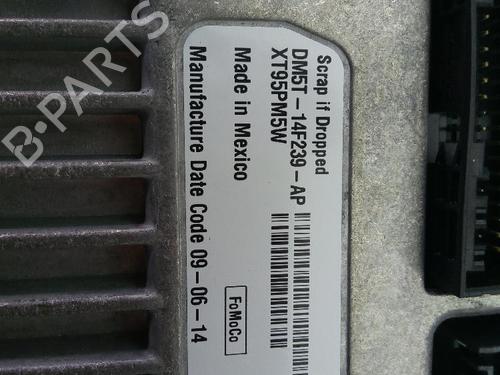 Scrap if Dropped
DM5T-14F239-AP
XT95PM5W
Made in Mexico
Manufacture Date Code 09-06-14
FoMoCo
B-PARTS